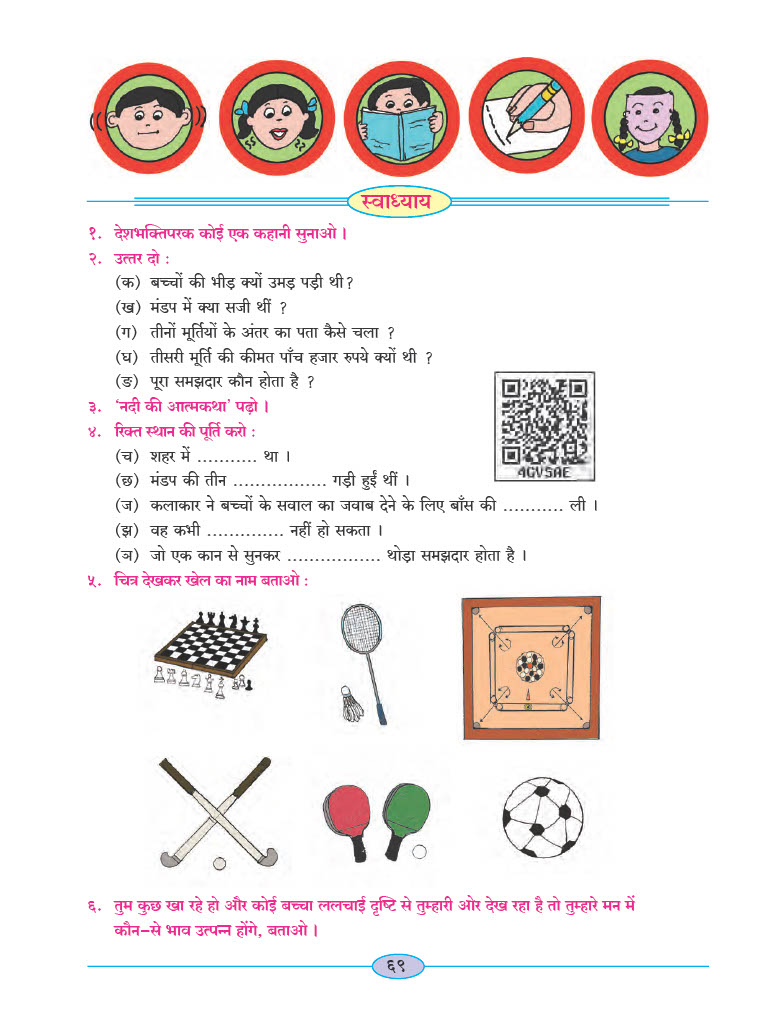 स्वाध्याय
१. देशभक्तिपरक कोई एक कहानी सुनाओ ।
२. उत्तर दो :
(क) बच्चों की भीड़ क्यों उमड़ पड़ी थी?
(ख) मंडप में क्या सजी थीं ?
(ग) तीनों मूर्तियों के अंतर का पता कैसे चला ?
(घ) तीसरी मूर्ति की कीमत पाँच हजार रुपये क्यों थी ?
(ङ) पूरा समझदार कौन होता है ?
३. ‘नदी की आत्मकथा’ पढ़ो ।
४. रिक्त स्थान की पूर्ति करो :
(च) शहर में ........... था ।
(छ) मंडप की तीन ................. गड़ी हुईं थीं ।
(ज) कलाकार ने बच्चों के सवाल का जवाब देने के लिए बाँस की ........... ली ।
(झ) वह कभी .............. नहीं हो सकता ।
(ञ) जो एक कान से सुनकर ................. थोड़ा समझदार होता है ।
4GV5AE
५. चित्र देखकर खेल का नाम बताओ :
६. तुम कुछ खा रहे हो और कोई बच्चा ललचाई दृष्टि से तुम्हारी ओर देख रहा है तो तुम्हारे मन में
कौन-से भाव उत्पन्न होंगे, बताओ ।
६९